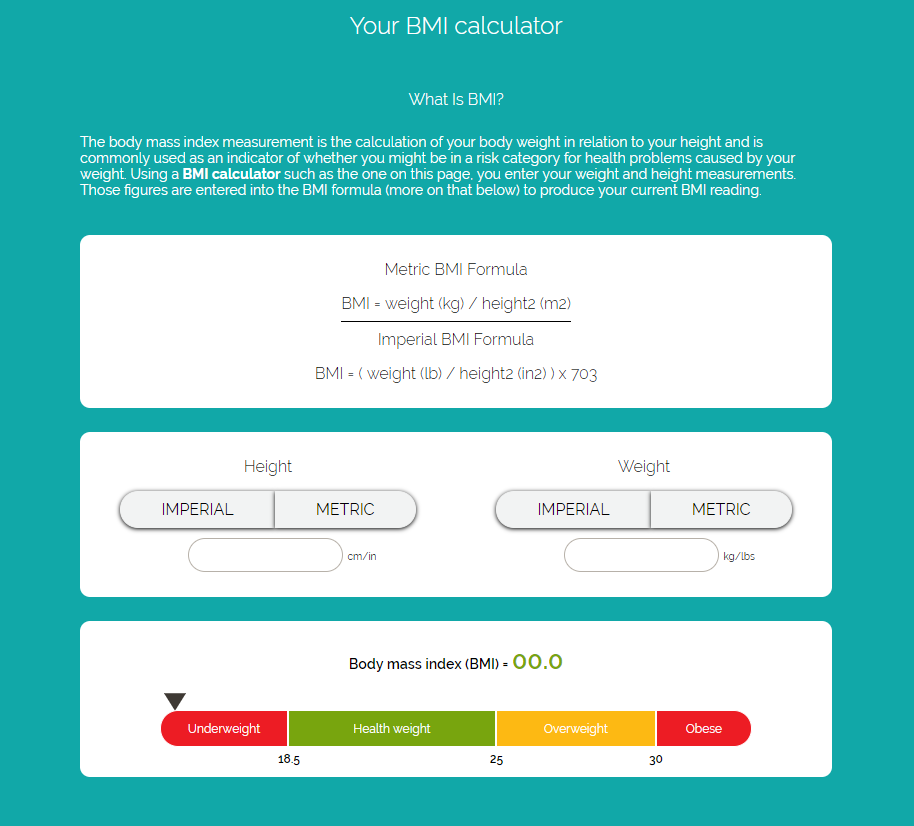 Your BMI calculator
What Is BMI?
The body mass index measurement is the calculation of your body weight in relation to your height and is
commonly used as an indicator of whether you might be in a risk category for health problems caused by your
weight. Using a BMI calculator such as the one on this page, you enter your weight and height measurements.
Those figures are entered into the BMI formula (more on that below) to produce your current BMI reading.
Metric BMI Formula
BMI = weight (kg) / height2 (m2)
Imperial BMI Formula
BMI = ( weight (lb) / height2 (in2) ) x 703
Height
IMPERIAL METRIC
cm/in
Weight
IMPERIAL METRIC
kg/lbs
Body mass index (BMI) = 00.0
Underweight Health weight Overweight Obese
18.5 25 30